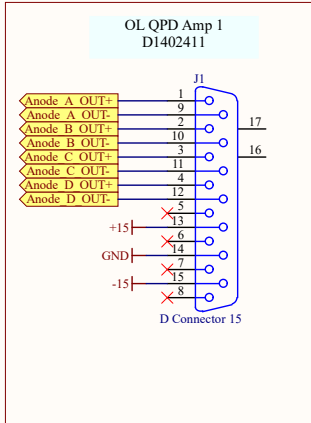 OL QPD Amp 1
D1402411
J1
Anode_A_OUT+ 1
Anode_A_OUT- 9
Anode_B_OUT+ 2
17
Anode_B_OUT- 10
Anode_C_OUT+ 3
16
Anode_C_OUT- 11
Anode_D_OUT+ 4
Anode_D_OUT- 12
5
+15 13
6
GND 14
7
-15 15
8
D Connector 15